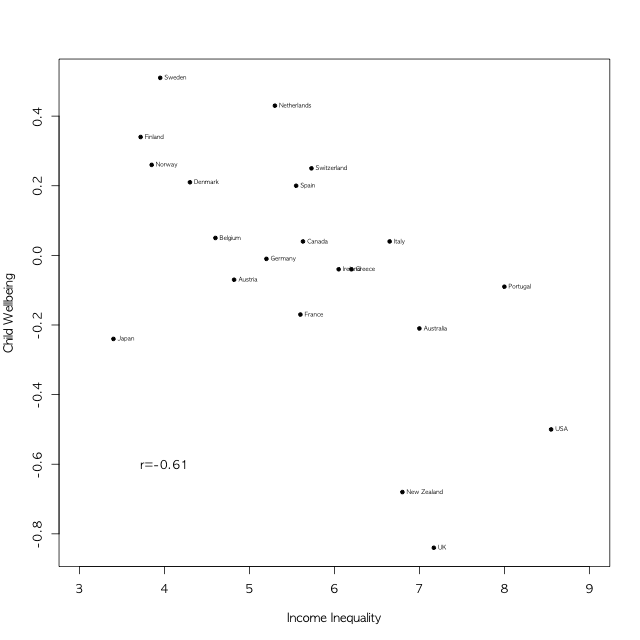 Sweden
Netherlands
0.4
Finland
Norway
Switzerland
Denmark
Spain
0.2
Belgium
Canada
Italy
0.0
Germany
Ireland Greece
Austria
Portugal
Child Wellbeing
France
-0.2
Australia
Japan
-0.4
USA
-0.6
r=-0.61
New Zealand
-0.8
UK
3 4 5 6 7 8 9
Income Inequality